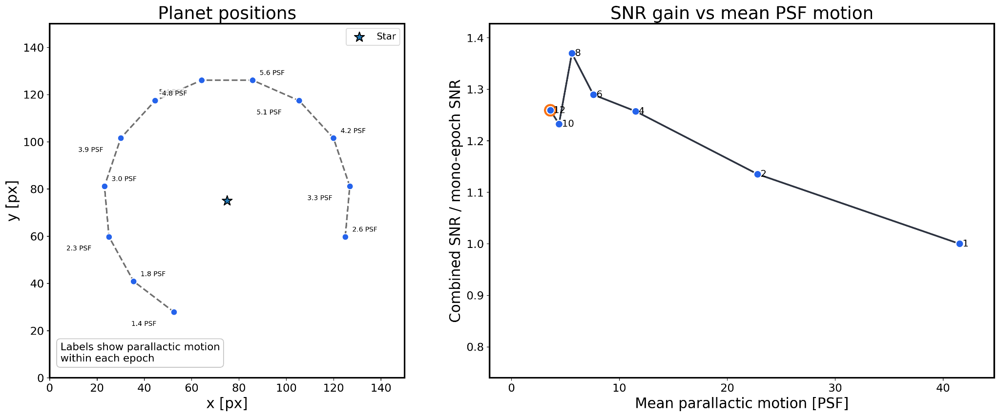 Planet positions
Star
5.6 PSF
4.8 PSF
5.1 PSF
4.2 PSF
3.9 PSF
3.0 PSF
3.3 PSF
2.6 PSF
2.3 PSF
1.8 PSF
1.4 PSF
Labels show parallactic motion
within each epoch
140
120
100
80
60
40
20
0
0 20 40 60 80 100 120 140
x [px]
y [px]
SNR gain vs mean PSF motion
8
6
12
4
10
2
1
1.4
1.3
1.2
1.1
1.0
0.9
0.8
0 10 20 30 40
Mean parallactic motion [PSF]
Combined SNR / mono-epoch SNR